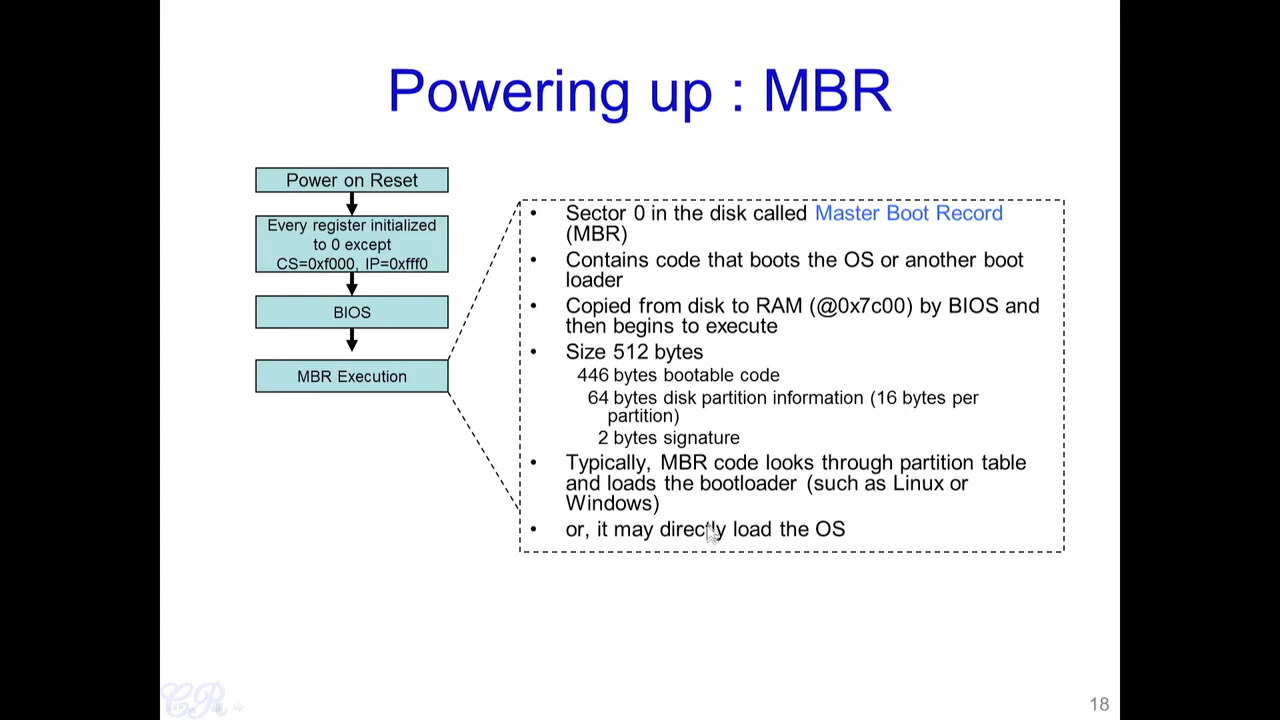 Powering up : MBR
Power on Reset
Every register initialized
to 0 except
CS=0xf000, IP=0xfff0
BIOS
MBR Execution
• Sector 0 in the disk called Master Boot Record
(MBR)
• Contains code that boots the OS or another boot
loader
• Copied from disk to RAM (@0x7c00) by BIOS and
then begins to execute
• Size 512 bytes
446 bytes bootable code
64 bytes disk partition information (16 bytes per
partition)
2 bytes signature
• Typically, MBR code looks through partition table
and loads the bootloader (such as Linux or
Windows)
• or, it may directly load the OS
CR
18